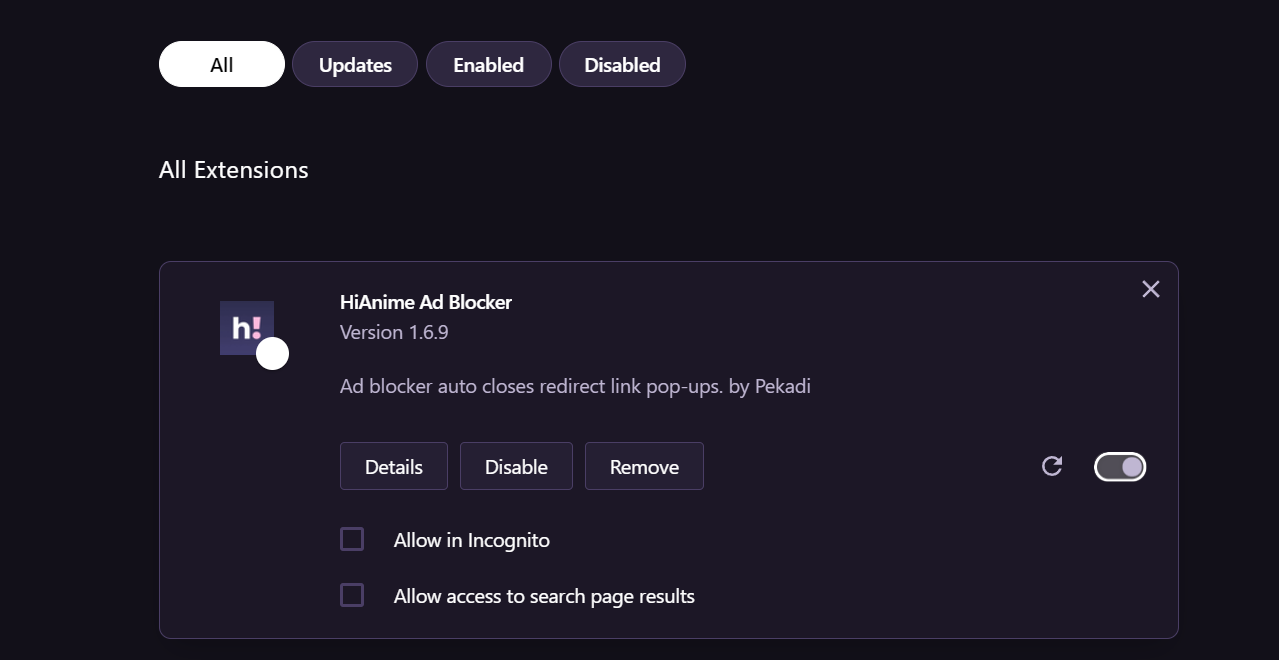 All Updates Enabled Disabled
All Extensions
h!
HiAnime Ad Blocker
Version 1.6.9
Ad blocker auto closes redirect link pop-ups. by Pekadi
Details Disable Remove
Allow in Incognito
Allow access to search page results